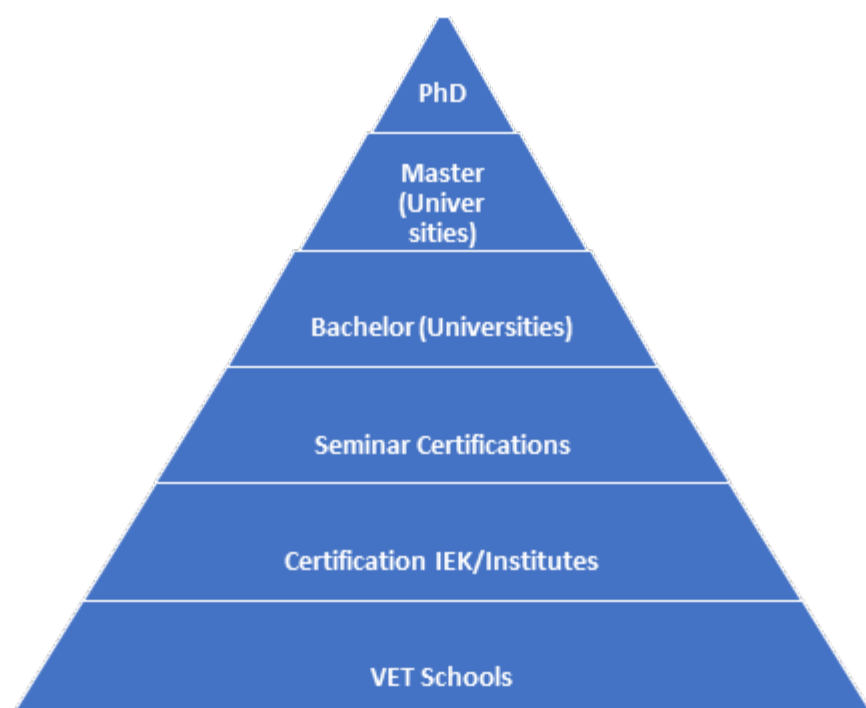 PhD
Master
(Univer
sities)
Bachelor (Universities)
Seminar Certifications
Certification IEK/Institutes
VET Schools